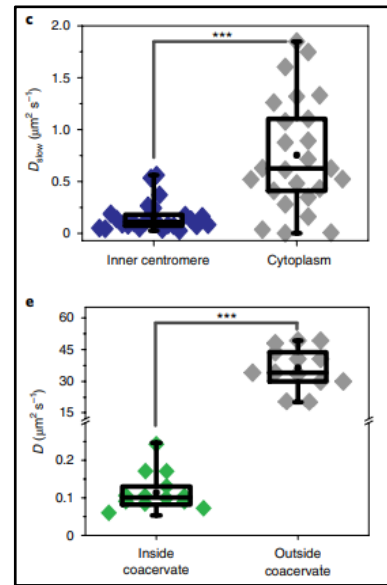 c
***
2.0
1.5
1.0
0.5
0
D_slow (μm² s⁻¹)
Inner centromere Cytoplasm
e
***
60
45
30
15
0.2
0.1
0
D (μm² s⁻¹)
Inside Outside
coacervate coacervate